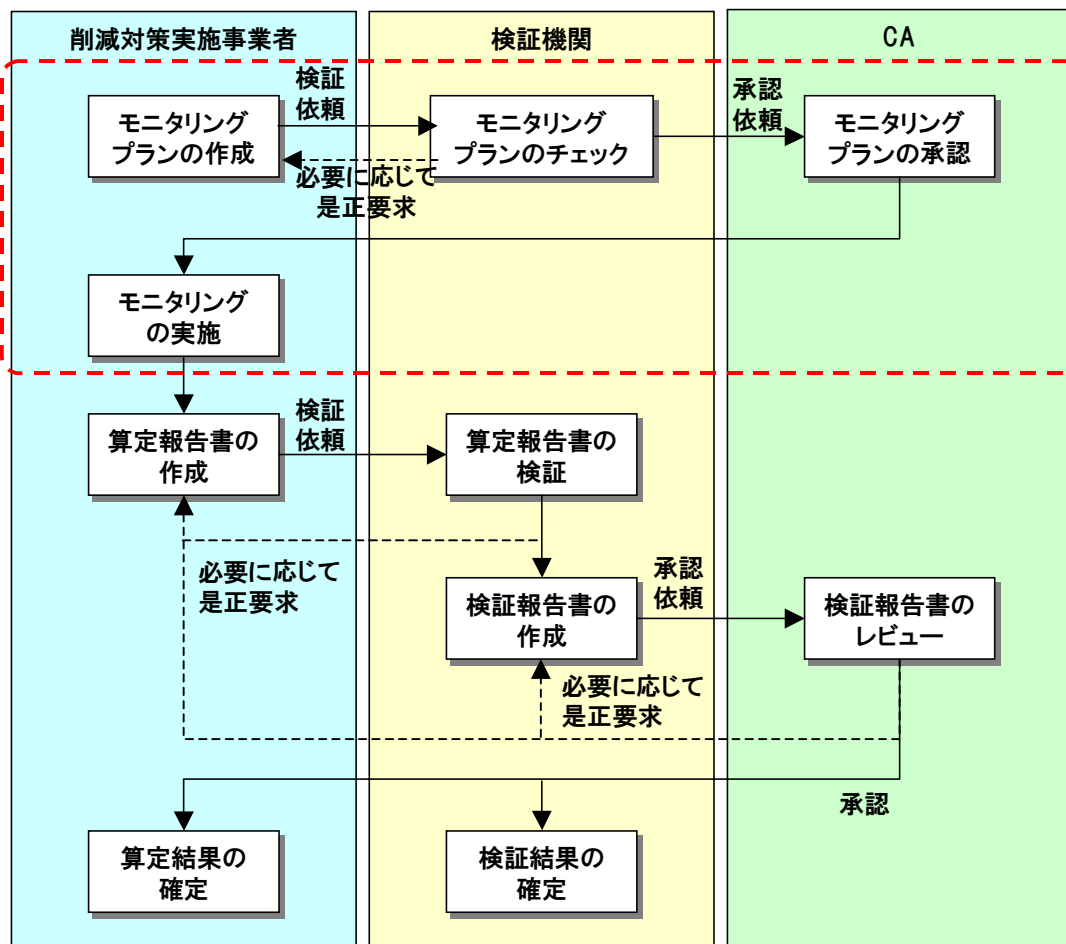 削減対策実施事業者
検証機関
CA
検証
依頼
承認
依頼
モニタリング
プランの作成
モニタリング
プランのチェック
モニタリング
プランの承認
必要に応じて
是正要求
モニタリング
の実施
検証
依頼
算定報告書の
作成
算定報告書の
検証
必要に応じて
是正要求
承認
依頼
検証報告書の
作成
検証報告書の
レビュー
必要に応じて
是正要求
承認
算定結果の
確定
検証結果の
確定